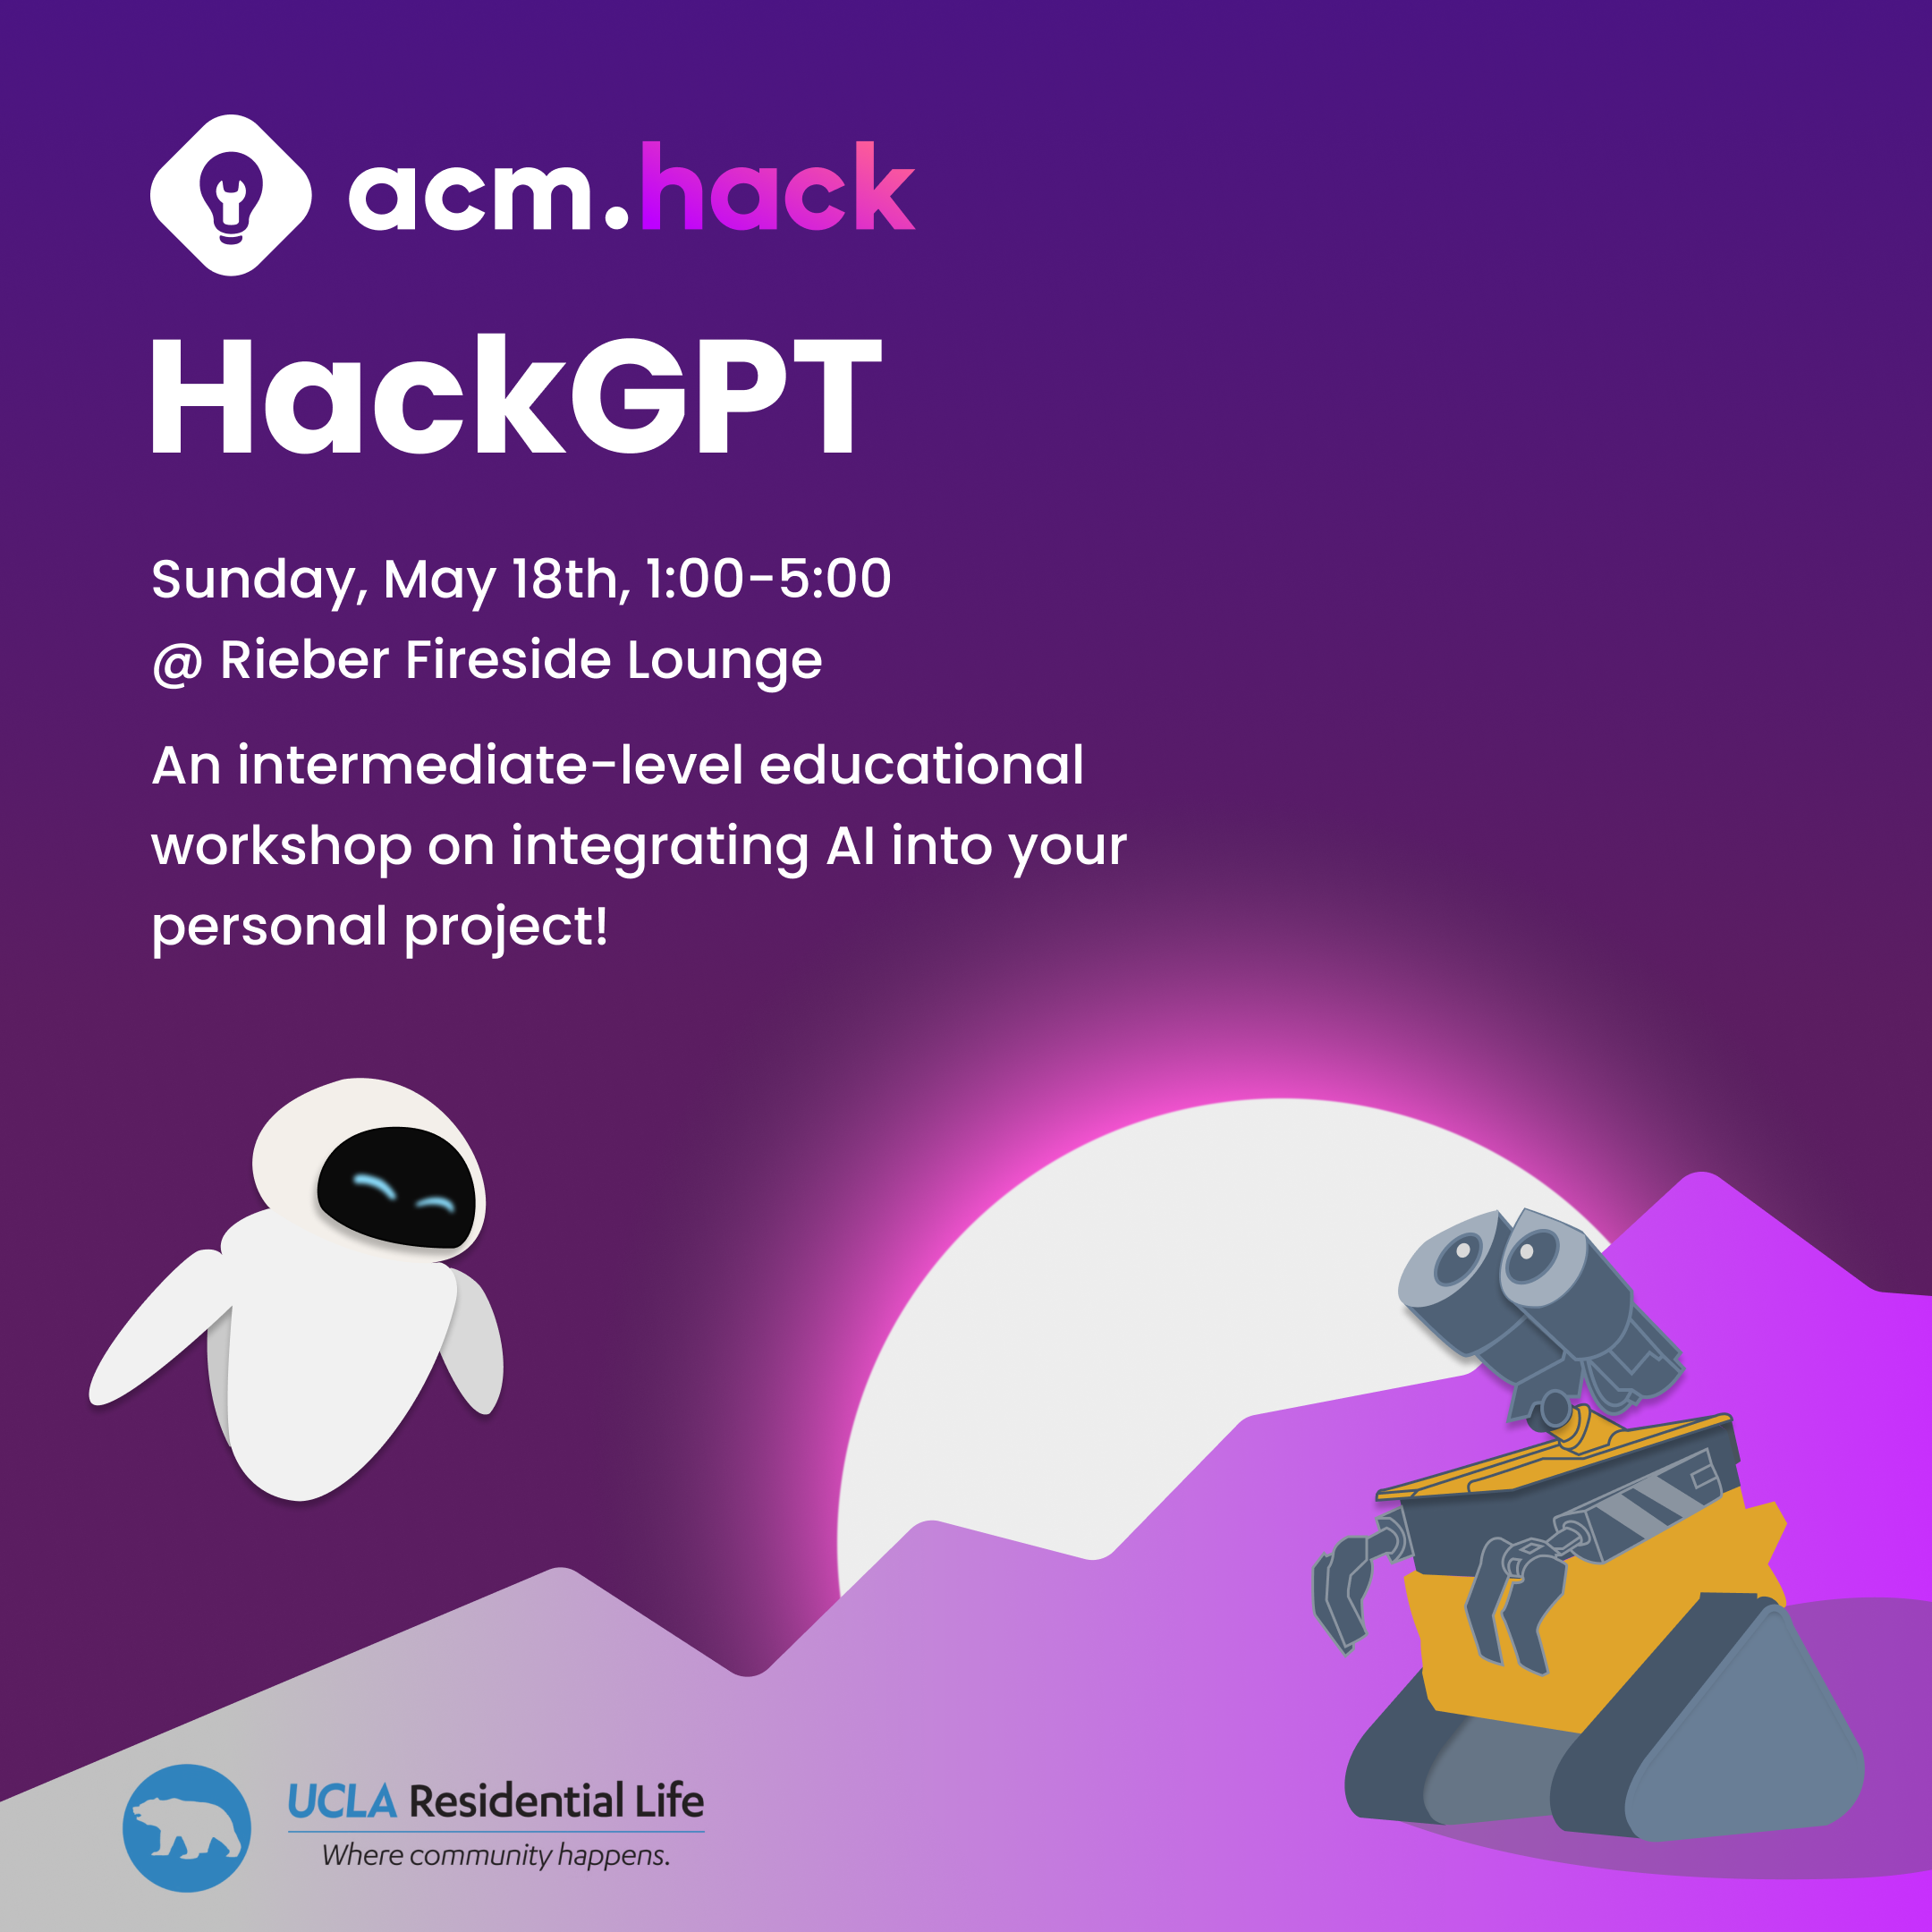 acm.hack
HackGPT
Sunday, May 18th, 1:00-5:00
@ Rieber Fireside Lounge
An intermediate-level educational
workshop on integrating AI into your
personal project!
UCLA Residential Life
Where community happens.